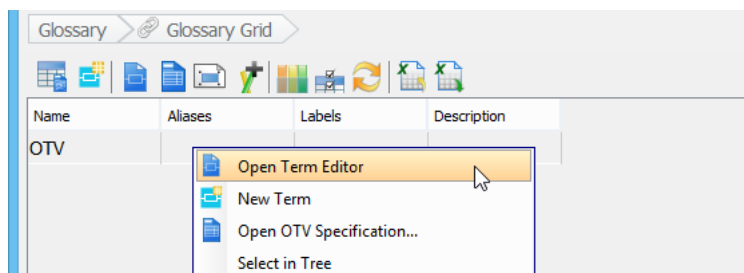 Glossary Glossary Grid
Name Aliases Labels Description
OTV
Open Term Editor
New Term
Open OTV Specification...
Select in Tree